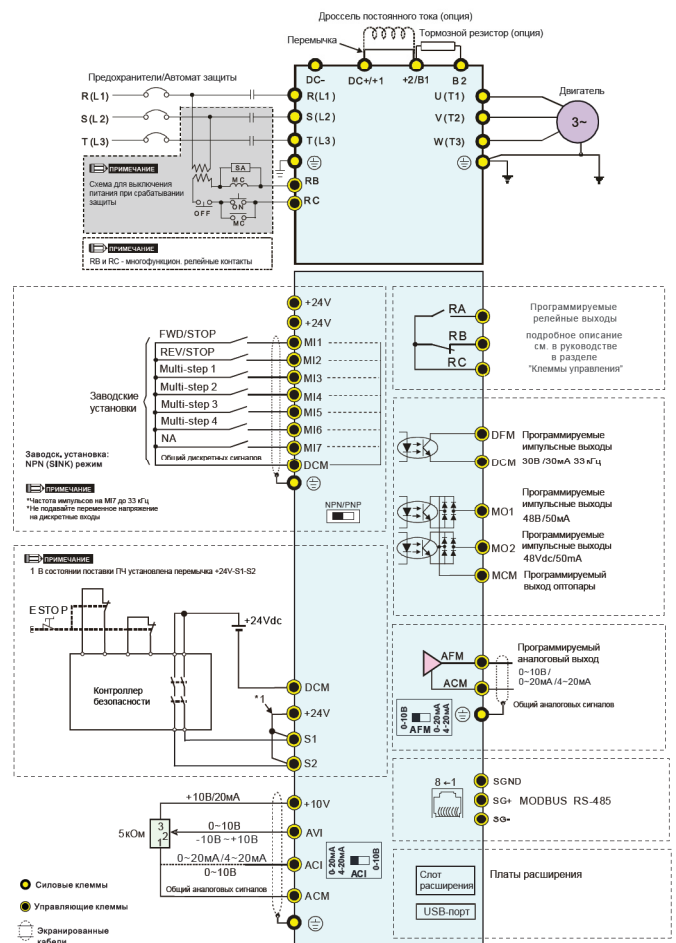 Дроссель постоянного тока (опция)
Перемычка
Тормозной резистор (опция)
DC-
DC+/+1
+2/B1
B2
Предохранители/Автомат защиты
R(L1)
S(L2)
T(L3)
R(L1)
S(L2)
T(L3)
U(T1)
V(T2)
W(T3)
Двигатель
3~
ПРИМЕЧАНИЕ
Схема для выключения
питания при срабатывании
защиты
SA
MC
OFF
ON
MC
RB
RC
ПРИМЕЧАНИЕ
RB и RC - многофункцион. релейные контакты
+24V
+24V
FWD/STOP
MI1
REV/STOP
MI2
Multi-step 1
MI3
Multi-step 2
MI4
Multi-step 3
MI5
Multi-step 4
MI6
NA
MI7
Общий дискретных сигналов
DCM
Заводские
установки
Заводск, установка:
NPN (SINK) режим
ПРИМЕЧАНИЕ
*Частота импульсов на MI7 до 33 кГц
*Не подавайте переменное напряжение
на дискретные входы
NPN/PNP
RA
RB
RC
Программируемые
релейные выходы
подробное описание
см. в руководстве
в разделе
"Клеммы управления"
DFM
Программируемые
импульсные выходы
DCM
30В/30мА 33кГц
MO1
Программируемые
импульсные выходы
48В/50мА
MO2
Программируемые
импульсные выходы
48Vdc/50mA
MCM
Программируемый
выход оптопары
ПРИМЕЧАНИЕ
1 В состоянии поставки ПЧ установлена перемычка +24V-S1-S2
ESTOP
+24Vdc
Контроллер
безопасности
*1
DCM
+24V
S1
S2
AFM
ACM
Программируемый
аналоговый выход
0~10В/
0~20мА/4~20мА
Общий аналоговых сигналов
0-10В
AFM
0-20мА
4-20мА
8←1
SGND
SG+
SG-
MODBUS RS-485
+10В/20мА
+10V
5кОм
3
2
1
0~10В
-10В~+10В
AVI
0~20мА/4~20мА
0~10В
ACI
Общий аналоговых сигналов
ACM
0-20мА
4-20мА
ACI
0-10В
Слот
расширения
USB-порт
Платы расширения
Силовые клеммы
Управляющие клеммы
Экранированные
кабели